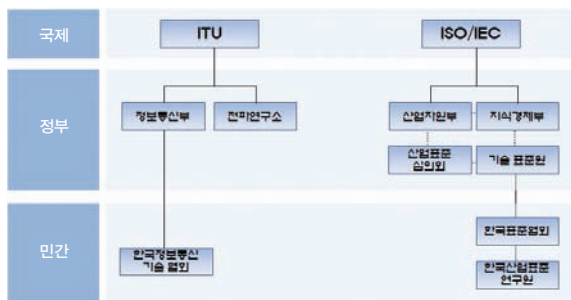 국제
ITU
ISO/IEC
정부
정보통신부
전파연구소
산업자원부
지식경제부
산업표준
심의회
기술 표준원
민간
한국정보통신
기술 협회
한국표준협회
한국산업표준
연구원